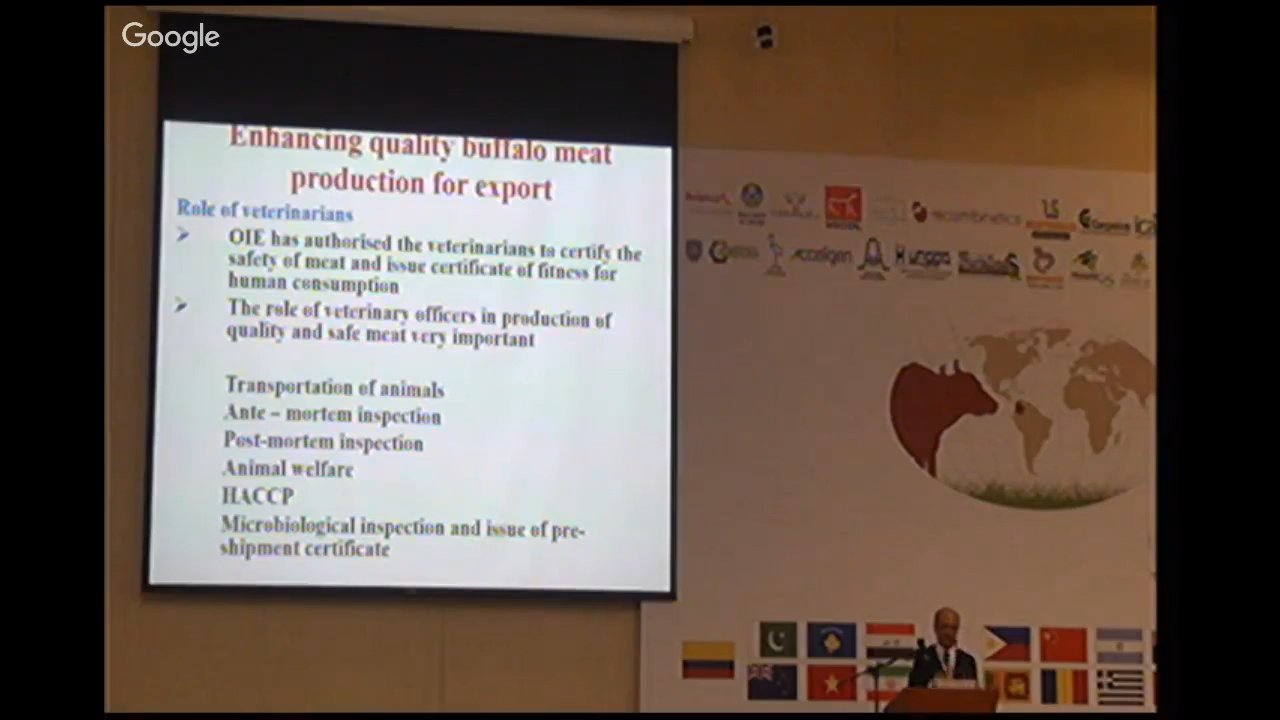 Google
Enhancing quality buffalo meat
production for export
Role of veterinarians
OIE has authorised the veterinarians to certify the
safety of meat and issue certificate of fitness for
human consumption
The role of veterinary officers in production of
quality and safe meat very important
Transportation of animals
Ante – mortem inspection
Post-mortem inspection
Animal welfare
HACCP
Microbiological inspection and issue of pre-
shipment certificate
recombinetics